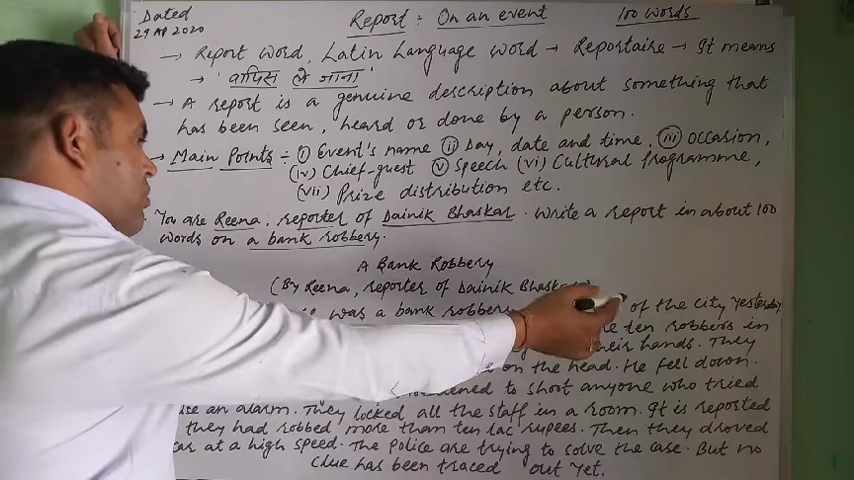 Dated
29 AP 2020
Report ÷ On an event 100 words
→ Report word, Latin Language word → Reportaire → It means
→ 'वापिस ले जाना'
→ A report is a genuine description about something that
has been seen, heard or done by a person.
→ Main Points ÷ (i) Event's name (ii) Day, date and time. (iii) Occasion,
(iv) Chief-guest (v) Speech (vi) Cultural Programme,
(vii) Prize distribution etc.
You are Reena, reporter of Dainik Bhaskar. Write a report in about 100
words on a bank robbery.
A Bank Robbery
(By Reena, reporter of Dainik Bhaskar)
was a bank robbery of the city yesterday.
ten robbers in
their hands. They
on the head. He fell down.
to shoot anyone who tried
an alarm. They locked all the staff in a room. It is reported
they had robbed more than ten lac rupees. Then they droved
car at a high speed. The police are trying to solve the case. But no
clue has been traced out yet.